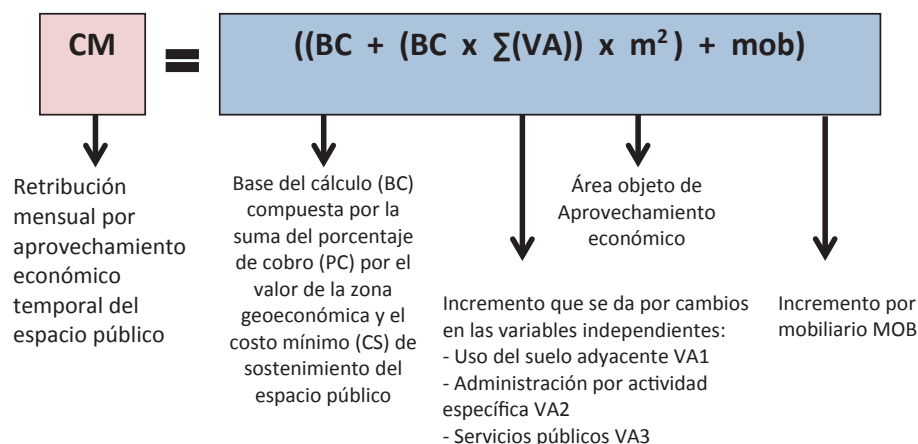 CM = ((BC + (BC x ∑(VA)) x m²) + mob)
Retribución
mensual por
aprovechamiento
económico
temporal del
espacio público
Base del cálculo (BC)
compuesta por la
suma del porcentaje
de cobro (PC) por el
valor de la zona
geoeconómica y el
costo mínimo (CS) de
sostenimiento del
espacio público
Área objeto de
Aprovechamiento
económico
Incremento que se da por cambios
en las variables independientes:
- Uso del suelo adyacente VA1
- Administración por actividad
específica VA2
- Servicios públicos VA3
Incremento por
mobiliario MOB